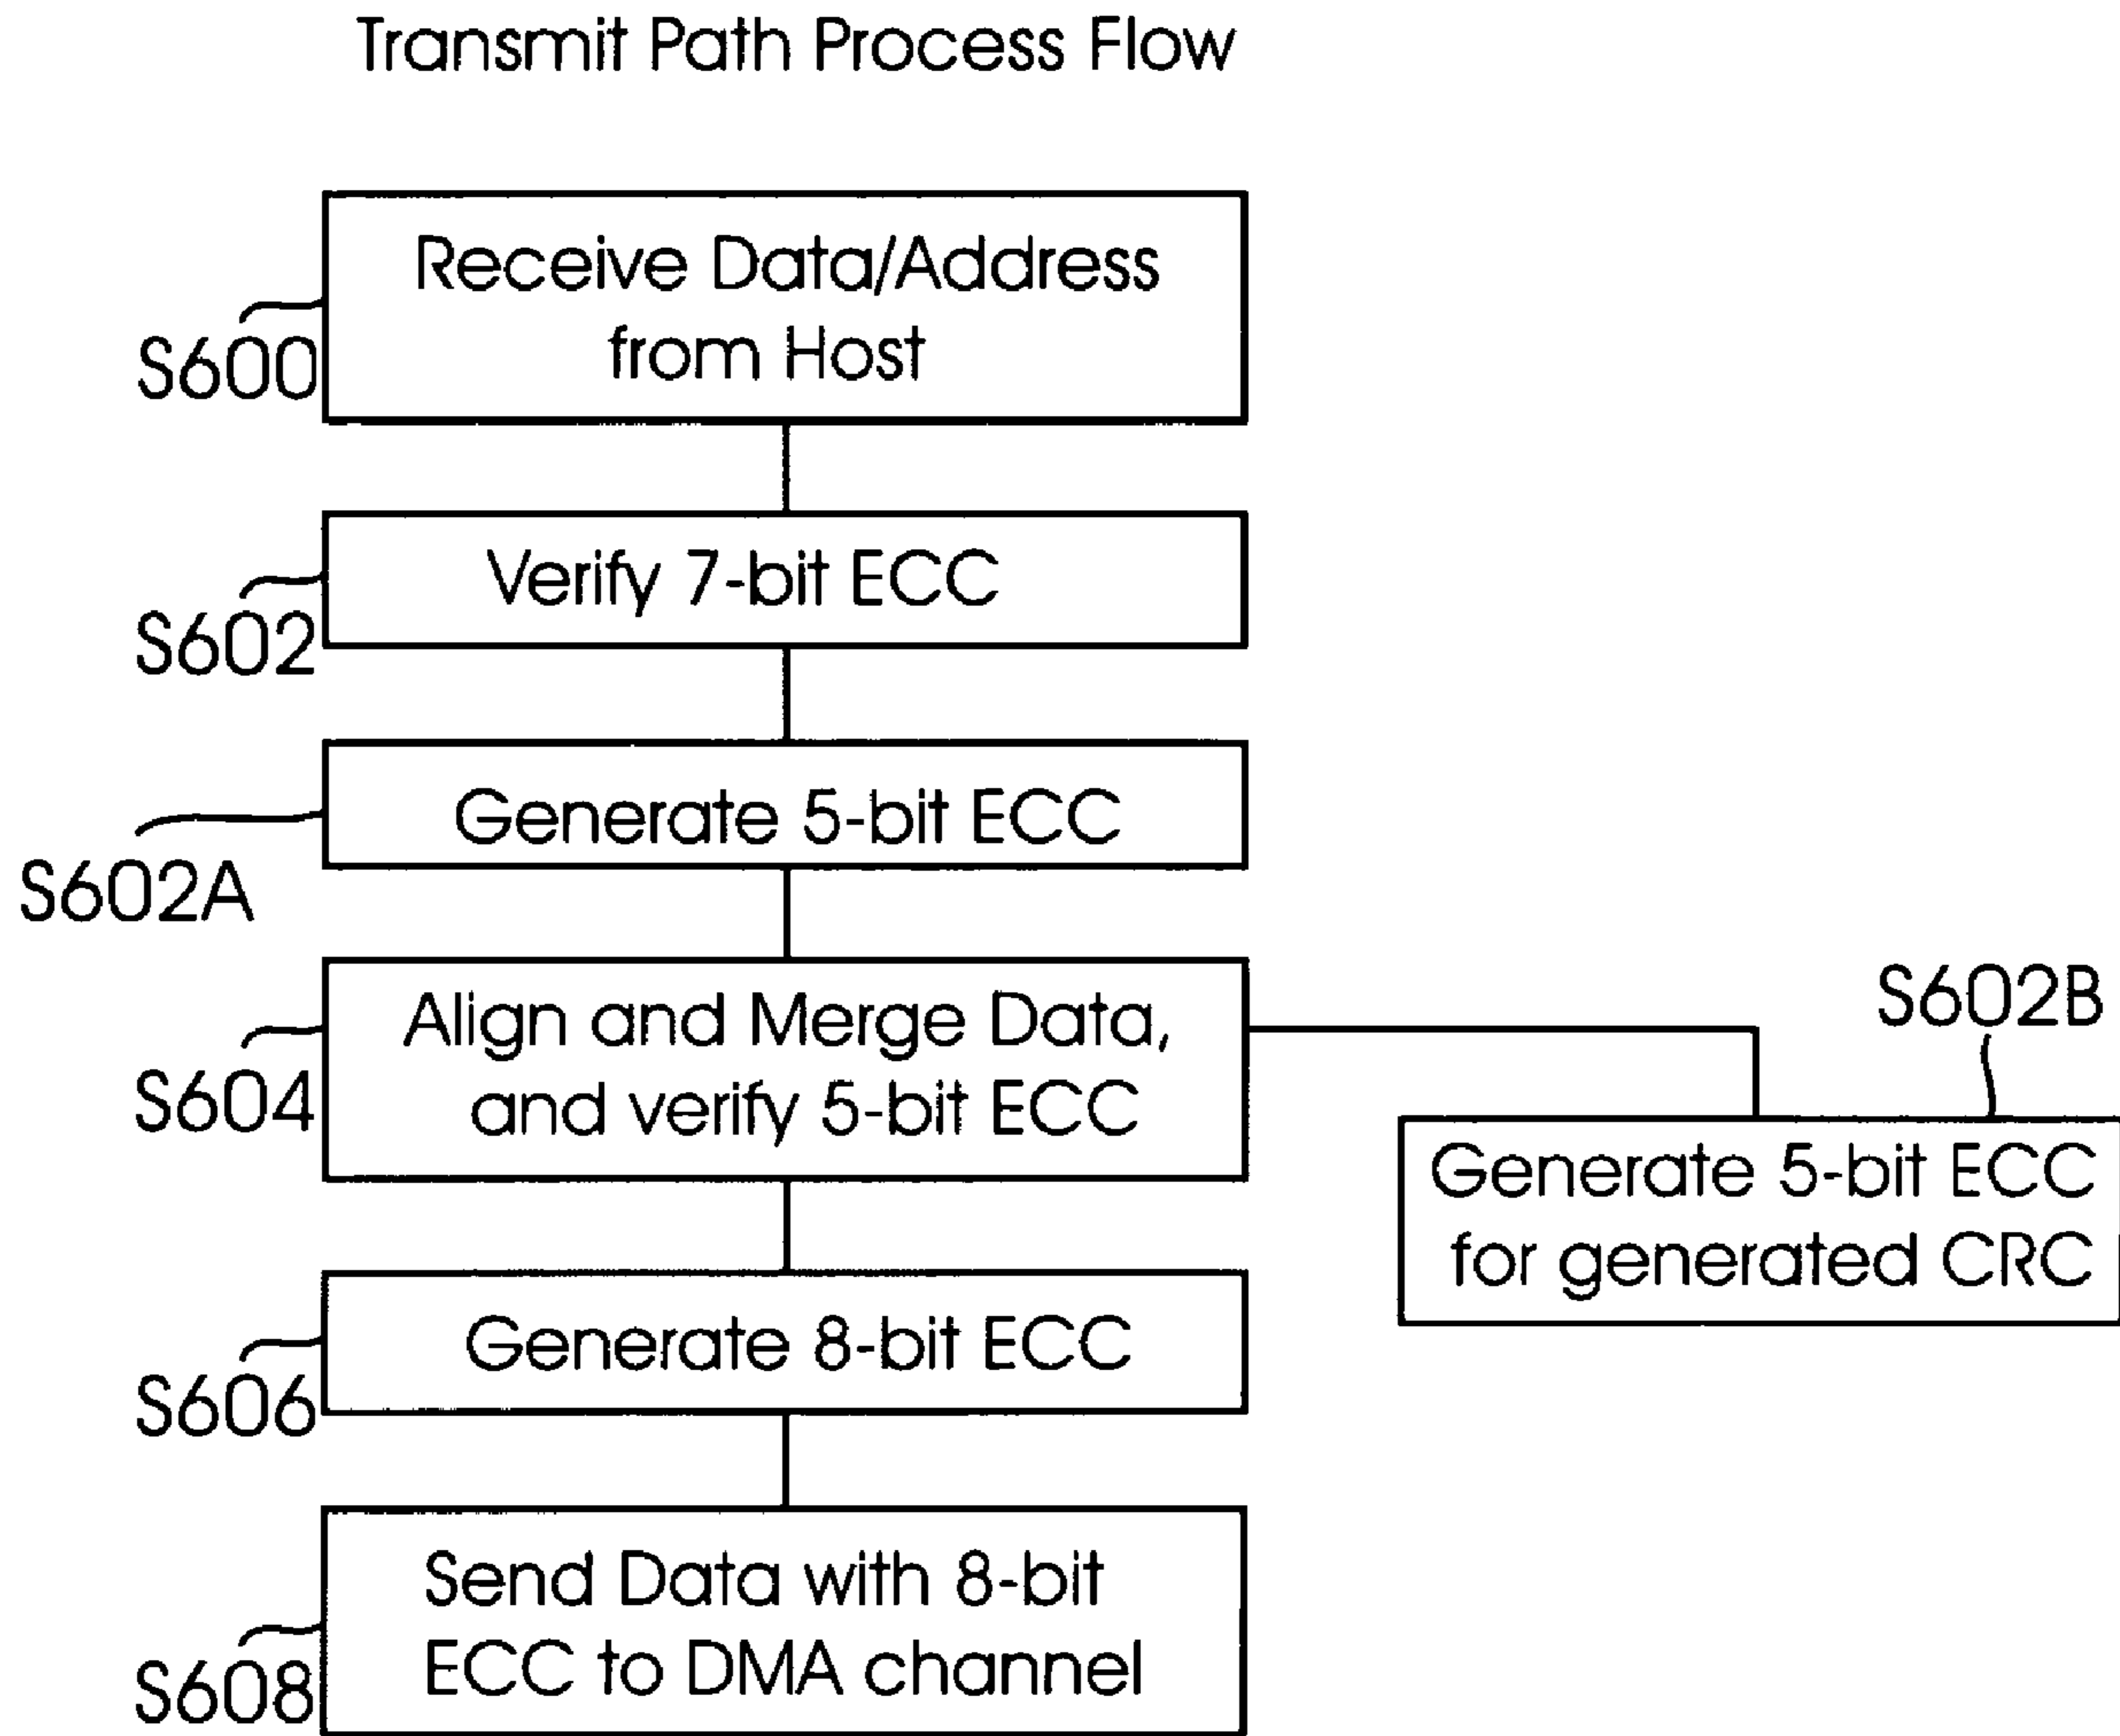 Transmit Path Process Flow
Receive Data/Address
from Host
S600
Verify 7-bit ECC
S602
Generate 5-bit ECC
S602A
Align and Merge Data,
and verify 5-bit ECC
S604
S602B
Generate 5-bit ECC
for generated CRC
Generate 8-bit ECC
S606
Send Data with 8-bit
ECC to DMA channel
S608